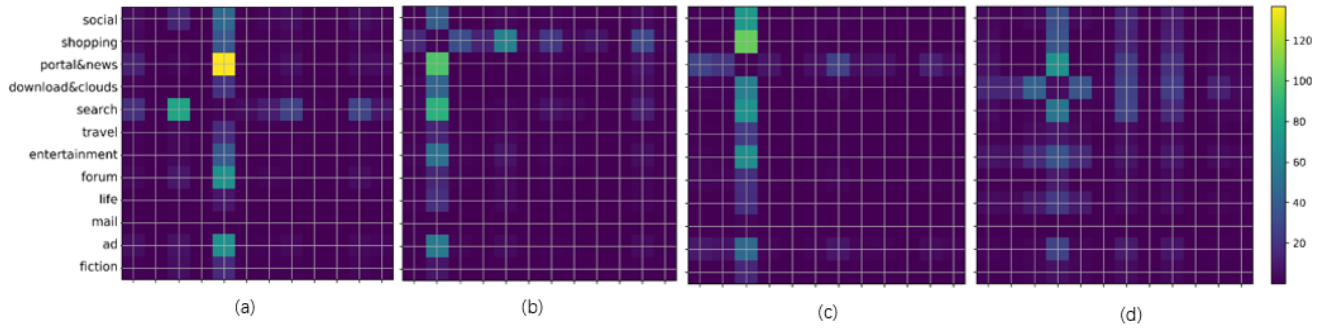 social
shopping
portal&news
download&clouds
search
travel
entertainment
forum
life
mail
ad
fiction
120
100
80
60
40
20
(a)
(b)
(c)
(d)